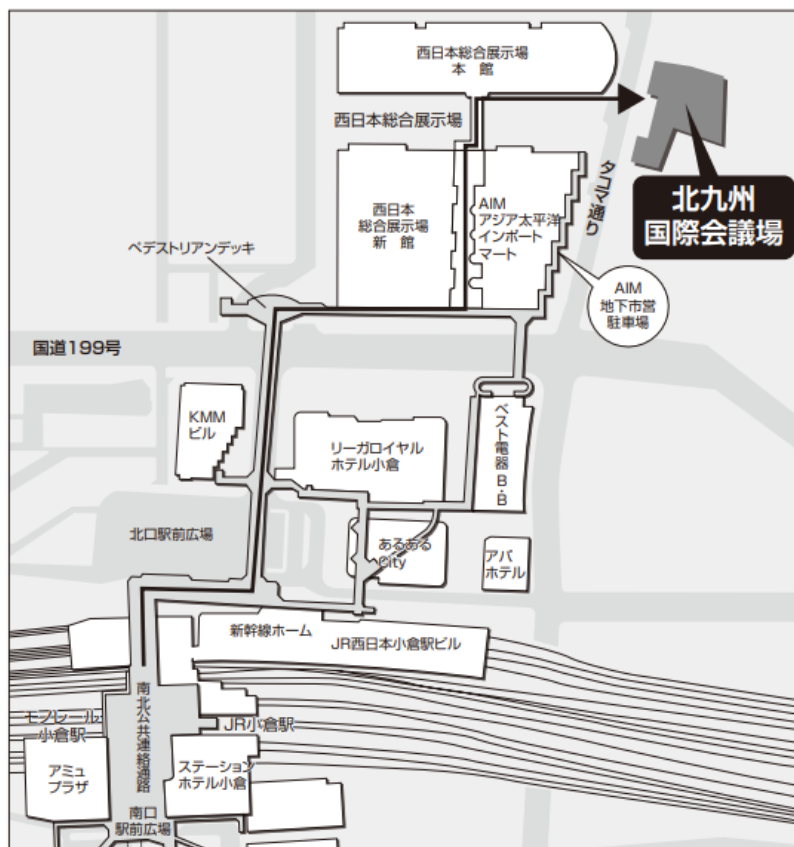 西日本総合展示場
本 館
西日本総合展示場
北九州
国際会議場
タコマ通り
西日本
総合展示場
新館
AIM
アジア太平洋
インポート
マート
ペデストリアンデッキ
AIM
地下市営
駐車場
国道199号
KMM
ビル
リーガロイヤル
ホテル小倉
ベスト電器B・B
北口駅前広場
あるある
City
アパ
ホテル
新幹線ホーム
JR西日本小倉駅ビル
南北公共連絡通路
モノレール
小倉駅
JR小倉駅
アミュ
プラザ
ステーション
ホテル小倉
南口
駅前広場